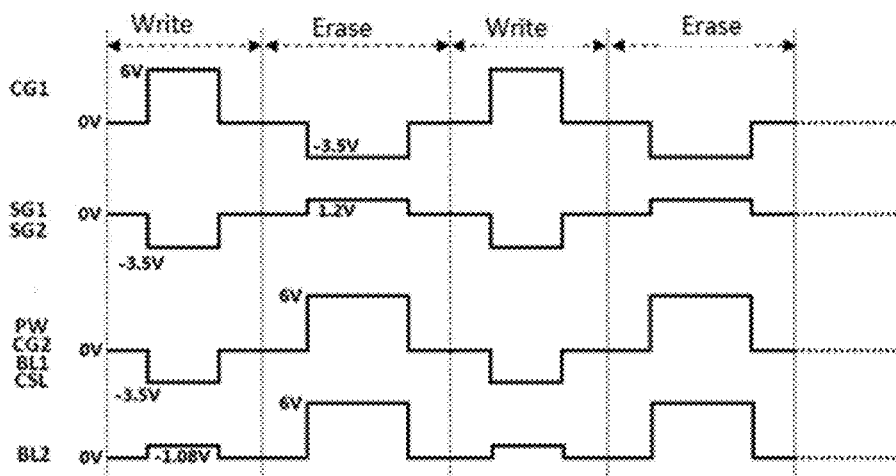 Write Erase Write Erase
6V
CG1
0V
-3.5V
SG1 0V
1.2V
SG2
-3.5V
6V
PW
CG2 0V
BL1
CSL
-3.5V
6V
BL2 0V -1.08V